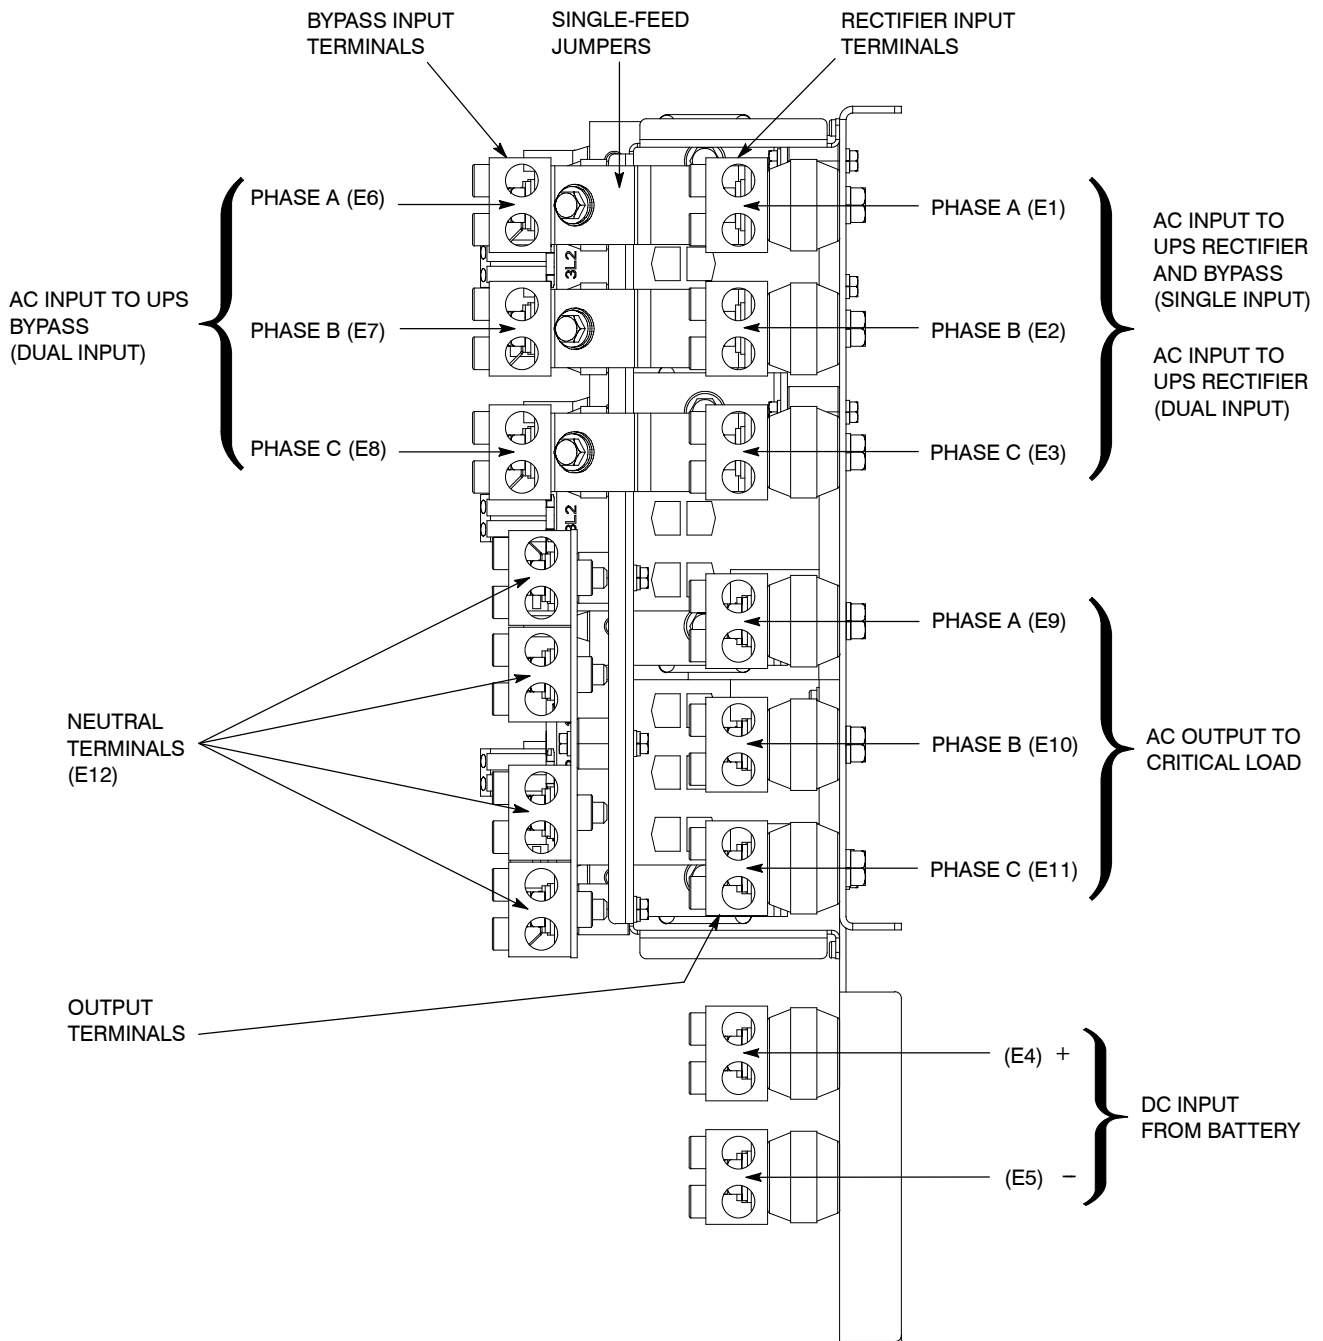 BYPASS INPUT
TERMINALS
SINGLE-FEED
JUMPERS
RECTIFIER INPUT
TERMINALS
PHASE A (E6)
PHASE B (E7)
PHASE C (E8)
AC INPUT TO UPS
BYPASS
(DUAL INPUT)
3L2
3L2
PHASE A (E1)
PHASE B (E2)
PHASE C (E3)
AC INPUT TO
UPS RECTIFIER
AND BYPASS
(SINGLE INPUT)
AC INPUT TO
UPS RECTIFIER
(DUAL INPUT)
NEUTRAL
TERMINALS
(E12)
PHASE A (E9)
PHASE B (E10)
PHASE C (E11)
AC OUTPUT TO
CRITICAL LOAD
OUTPUT
TERMINALS
(E4) +
(E5) −
DC INPUT
FROM BATTERY